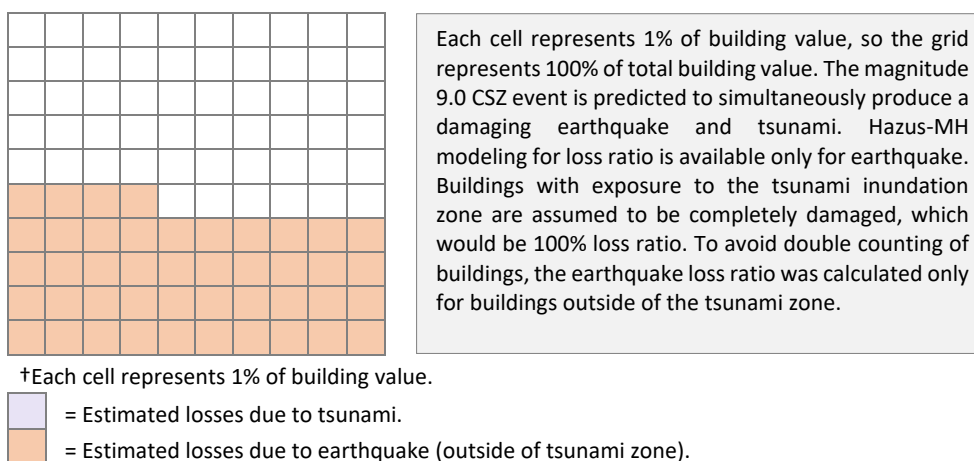 Each cell represents 1% of building value, so the grid
represents 100% of total building value. The magnitude
9.0 CSZ event is predicted to simultaneously produce a
damaging earthquake and tsunami. Hazus-MH
modeling for loss ratio is available only for earthquake.
Buildings with exposure to the tsunami inundation
zone are assumed to be completely damaged, which
would be 100% loss ratio. To avoid double counting of
buildings, the earthquake loss ratio was calculated only
for buildings outside of the tsunami zone.
†Each cell represents 1% of building value.
= Estimated losses due to tsunami.
= Estimated losses due to earthquake (outside of tsunami zone).